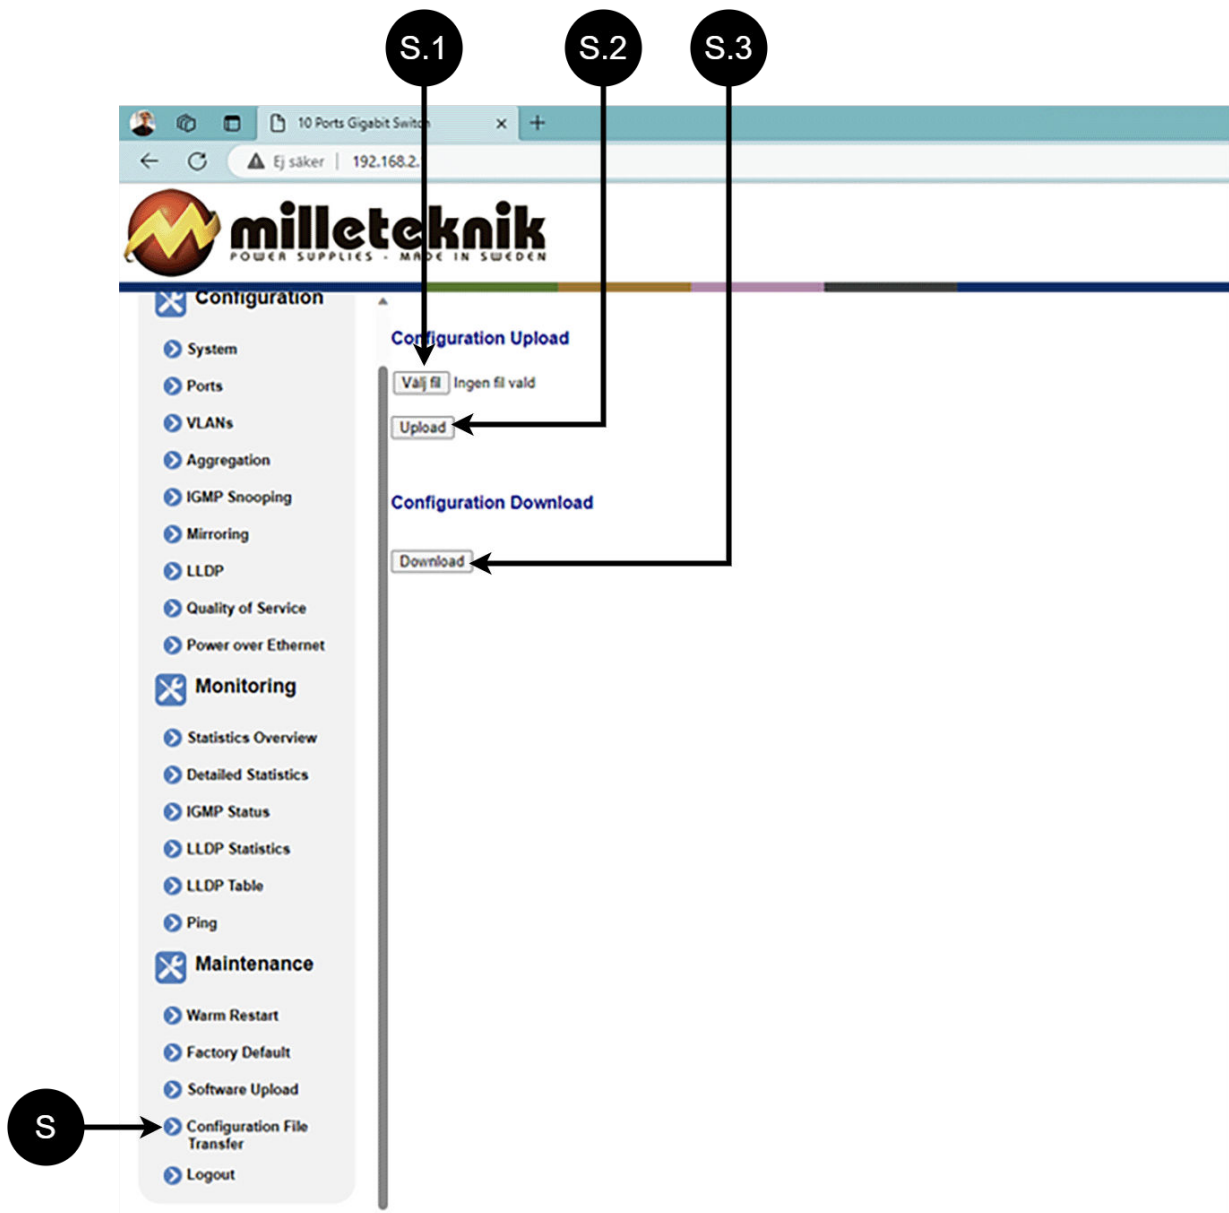 S.1 S.2 S.3
10 Ports Gigabit Switch
Ej säker | 192.168.2.
milleteknik
POWER SUPPLIES - MADE IN SWEDEN
Configuration
System
Ports
VLANs
Aggregation
IGMP Snooping
Mirroring
LLDP
Quality of Service
Power over Ethernet
Monitoring
Statistics Overview
Detailed Statistics
IGMP Status
LLDP Statistics
LLDP Table
Ping
Maintenance
Warm Restart
Factory Default
Software Upload
S
Configuration File
Transfer
Logout
Configuration Upload
Välj fil Ingen fil vald
Upload
Configuration Download
Download